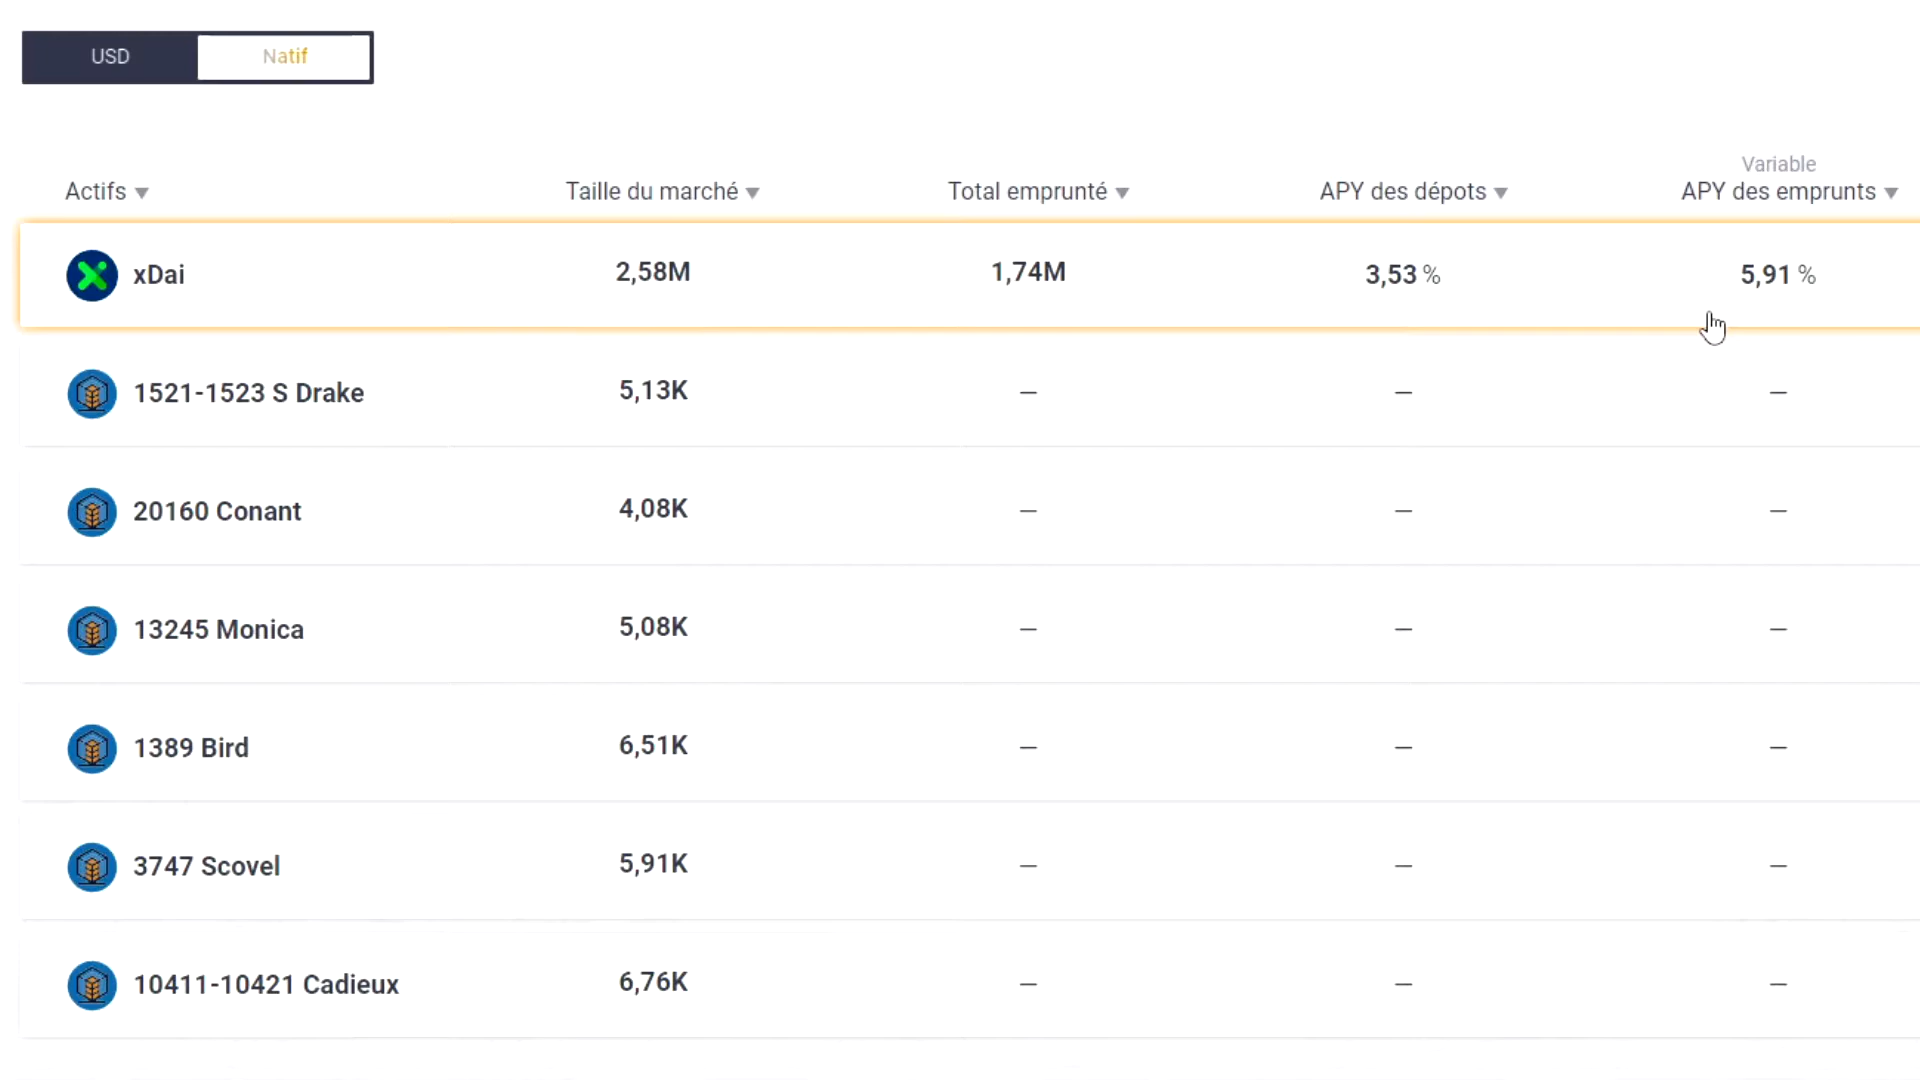 USD Natif
Variable
Actifs Taille du marché Total emprunté APY des dépots APY des emprunts
xDai 2,58M 1,74M 3,53 % 5,91 %
1521-1523 S Drake 5,13K — — —
20160 Conant 4,08K — — —
13245 Monica 5,08K — — —
1389 Bird 6,51K — — —
3747 Scovel 5,91K — — —
10411-10421 Cadieux 6,76K — — —